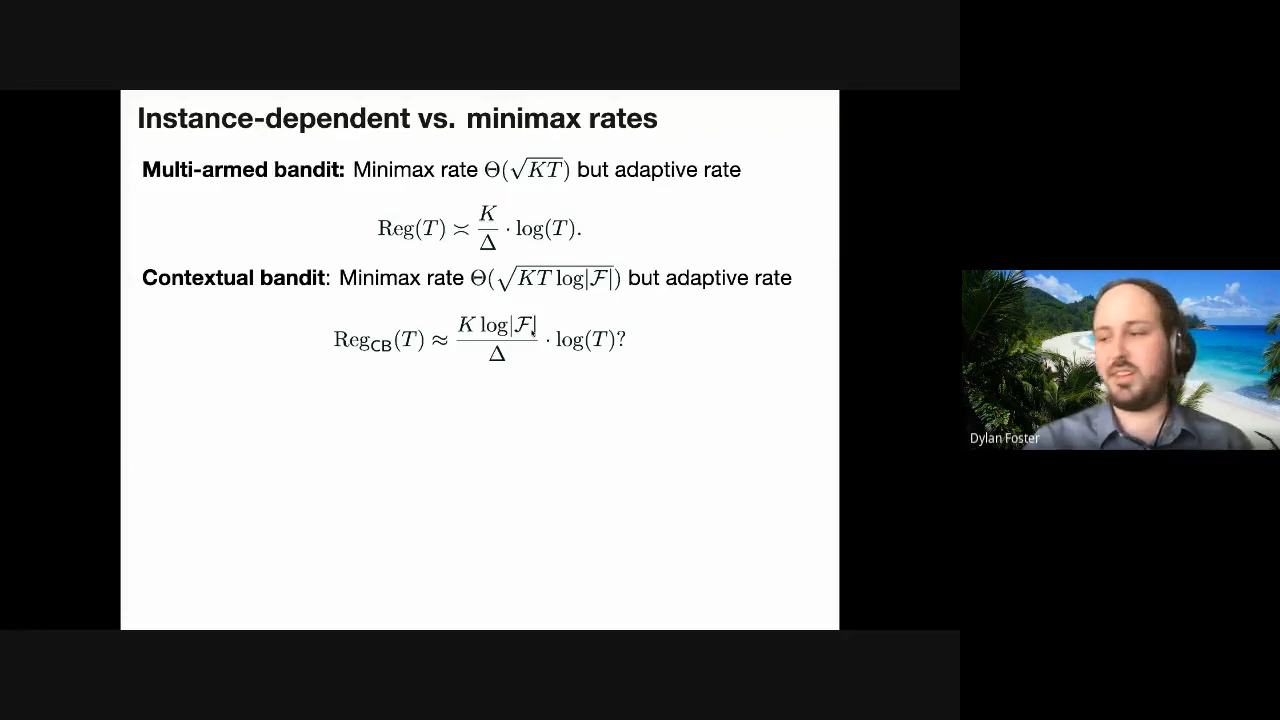 Instance-dependent vs. minimax rates
Multi-armed bandit: Minimax rate Θ(√KT) but adaptive rate
Reg(T) ≍ K/Δ · log(T).
Contextual bandit: Minimax rate Θ(√KT log|ℱ|) but adaptive rate
Reg_CB(T) ≈ K log|ℱ|/Δ · log(T)?
Dylan Foster